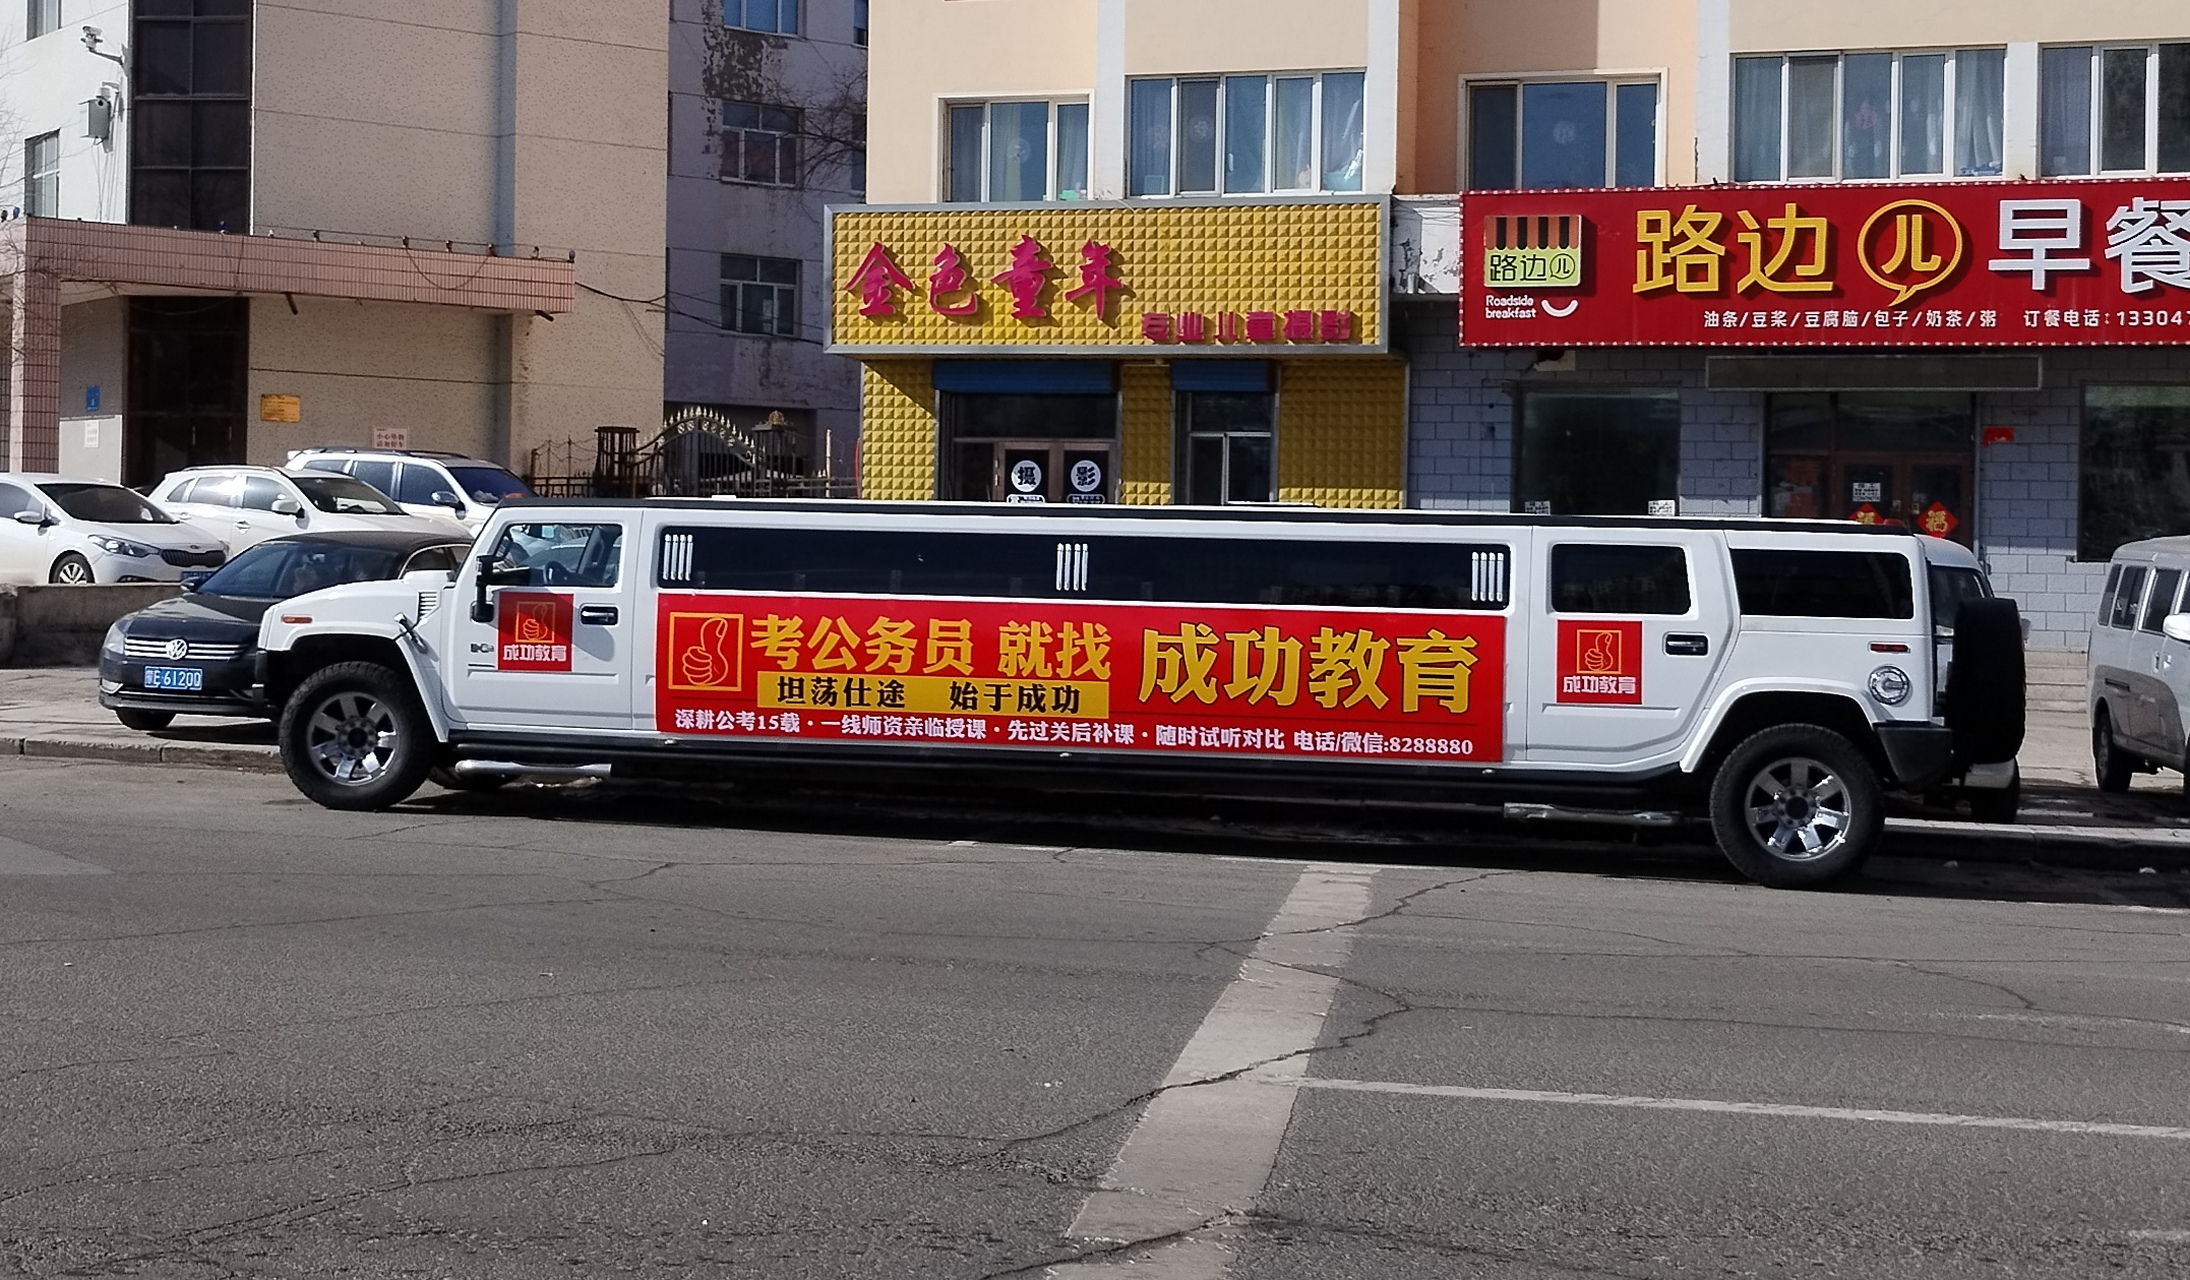 金色童年
专业儿童摄影
摄 影
路边儿
Roadside
breakfast
路边儿早餐
油条/豆浆/豆腐脑/包子/奶茶/粥 订餐电话:13304
福
E·6120
成功教育
考公务员 就找 成功教育
坦荡仕途 始于成功
深耕公考15载·一线师资亲临授课·先过关后补课·随时试听对比 电话/微信:8288880
成功教育